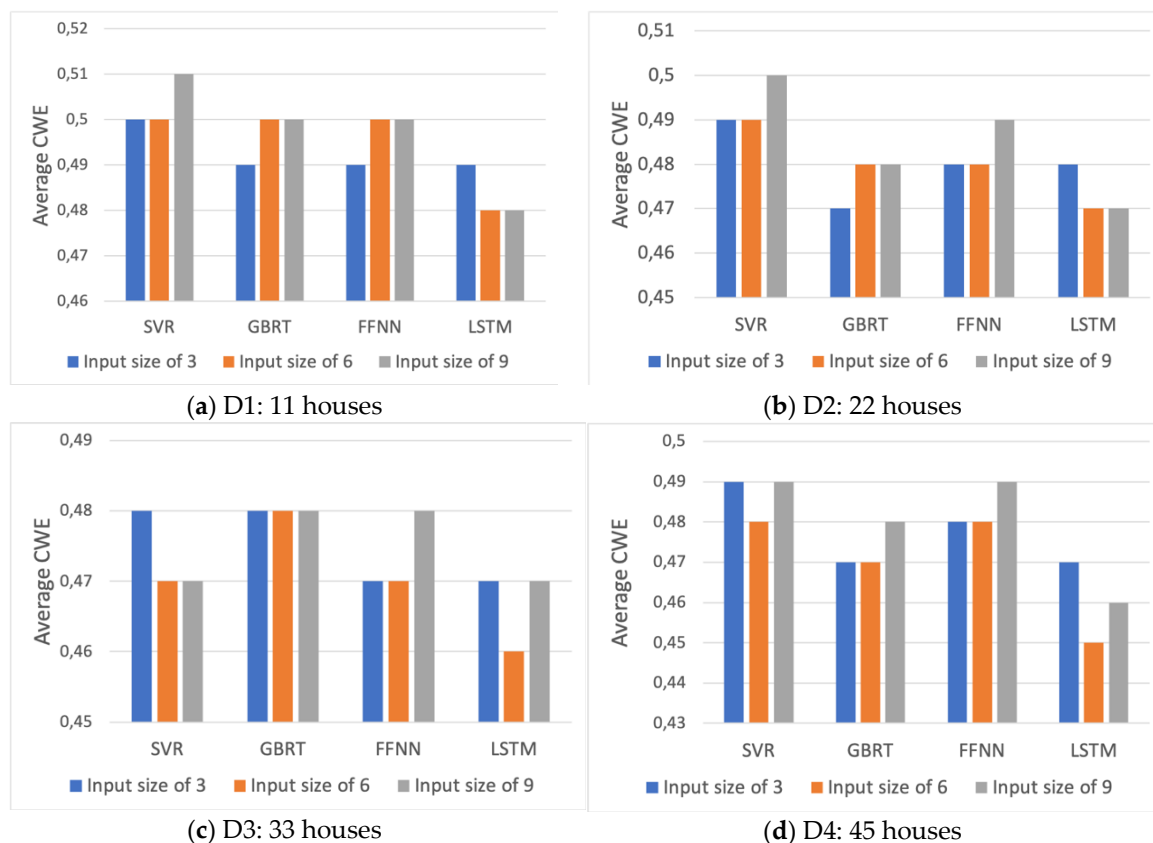 0,52
0,51
0,5
0,49
0,48
0,47
0,46
Average CWE
SVR GBRT FFNN LSTM
Input size of 3 Input size of 6 Input size of 9
(a) D1: 11 houses
0,51
0,5
0,49
0,48
0,47
0,46
0,45
Average CWE
SVR GBRT FFNN LSTM
Input size of 3 Input size of 6 Input size of 9
(b) D2: 22 houses
0,49
0,48
0,47
0,46
0,45
Average CWE
SVR GBRT FFNN LSTM
Input size of 3 Input size of 6 Input size of 9
(c) D3: 33 houses
0,5
0,49
0,48
0,47
0,46
0,45
0,44
0,43
Average CWE
SVR GBRT FFNN LSTM
Input size of 3 Input size of 6 Input size of 9
(d) D4: 45 houses